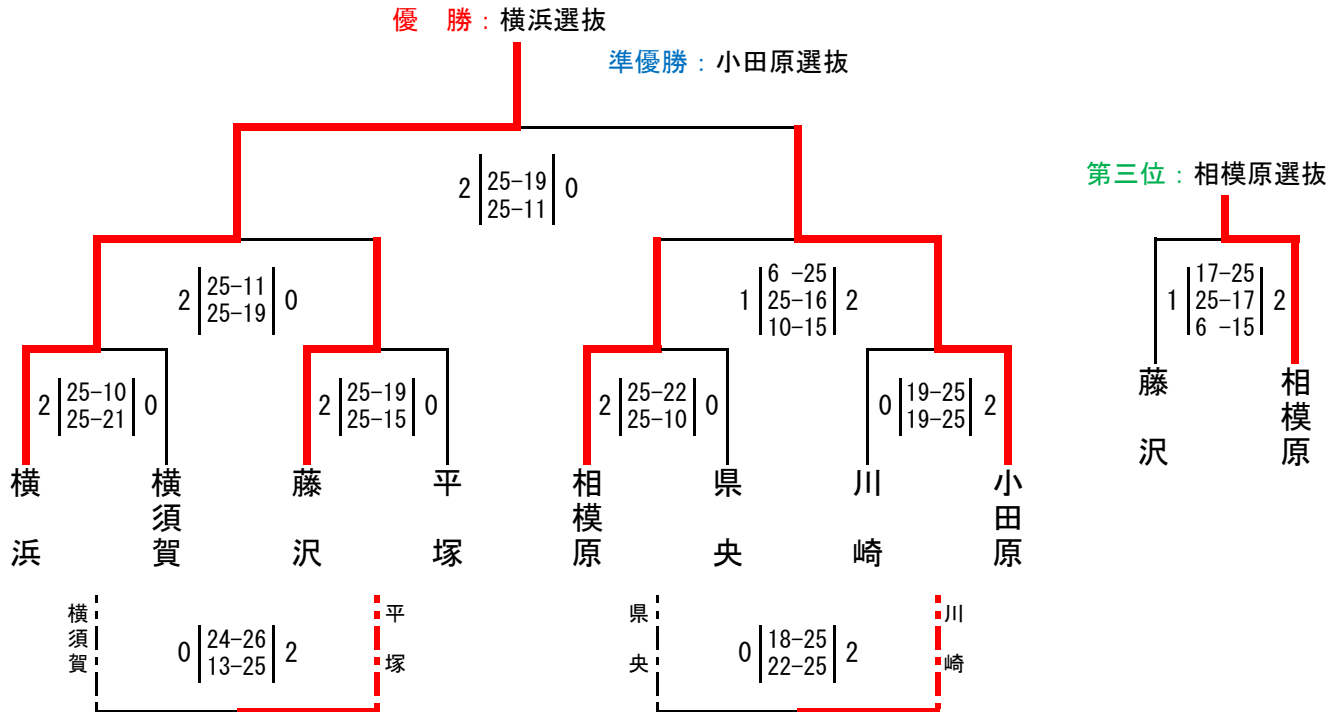 優　勝：横浜選抜
準優勝：小田原選抜
2 25-19 0
25-11
第三位：相模原選抜
2 25-11 0
25-19
6 -25
1 25-16 2
10-15
17-25
1 25-17 2
6 -15
藤沢
相模原
2 25-10 0
25-21
2 25-19 0
25-15
2 25-22 0
25-10
0 19-25 2
19-25
横浜
横須賀
藤沢
平塚
相模原
県央
川崎
小田原
横須賀
0 24-26 2
13-25
平塚
県央
0 18-25 2
22-25
川崎